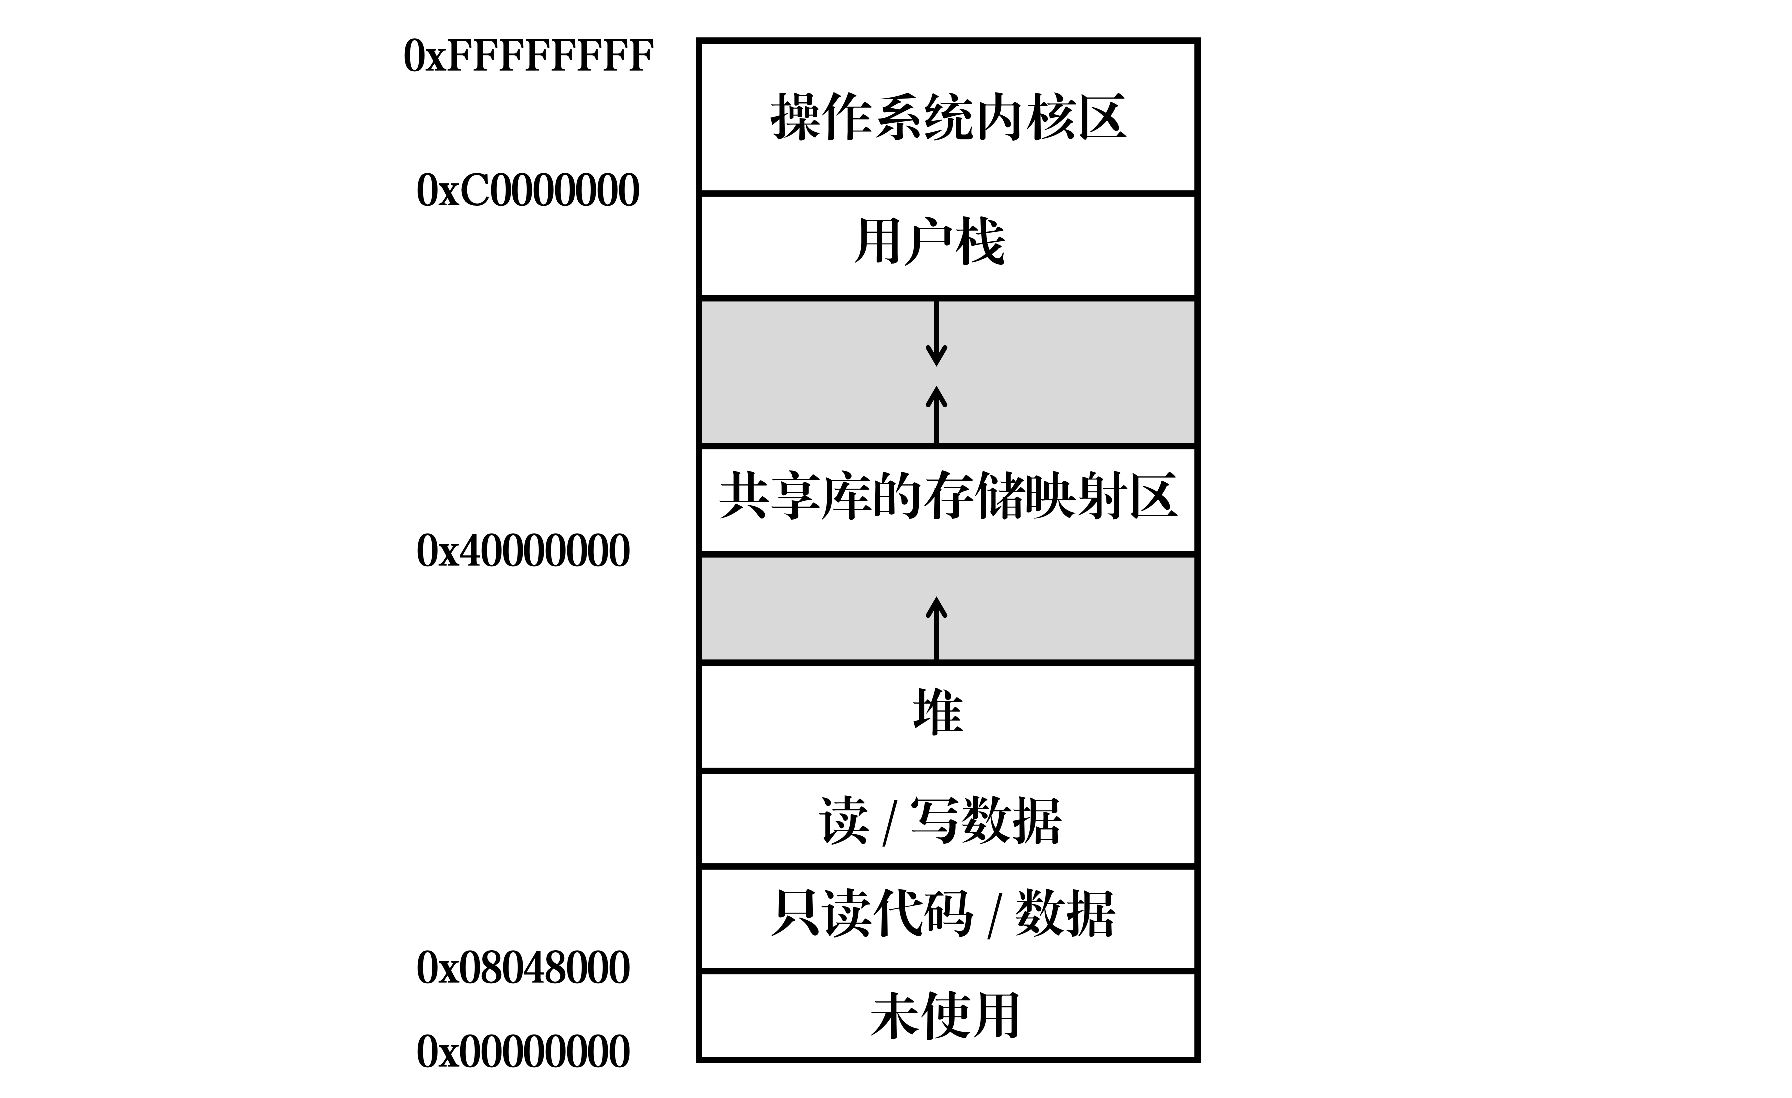 0xFFFFFFFF
操作系统内核区
0xC0000000
用户栈
共享库的存储映射区
0x40000000
堆
读 / 写数据
只读代码 / 数据
0x08048000
未使用
0x00000000